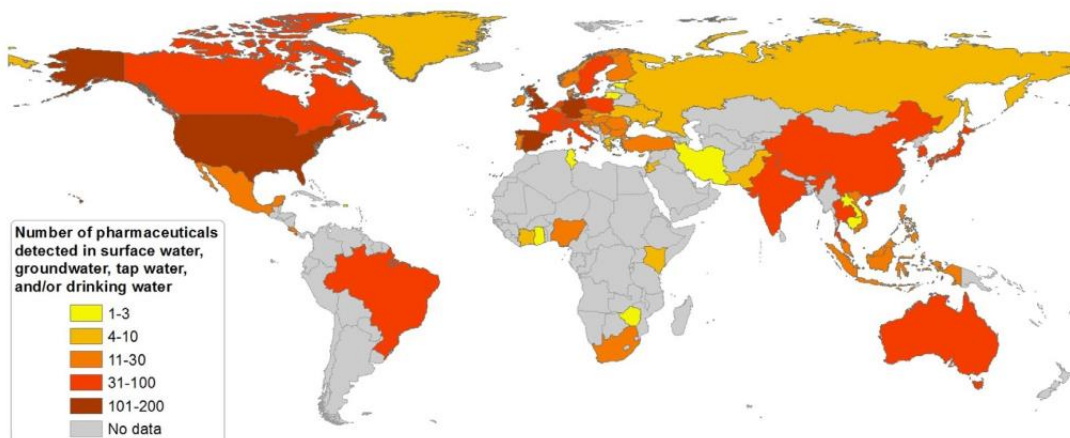 Number of pharmaceuticals
detected in surface water,
groundwater, tap water,
and/or drinking water
1-3
4-10
11-30
31-100
101-200
No data